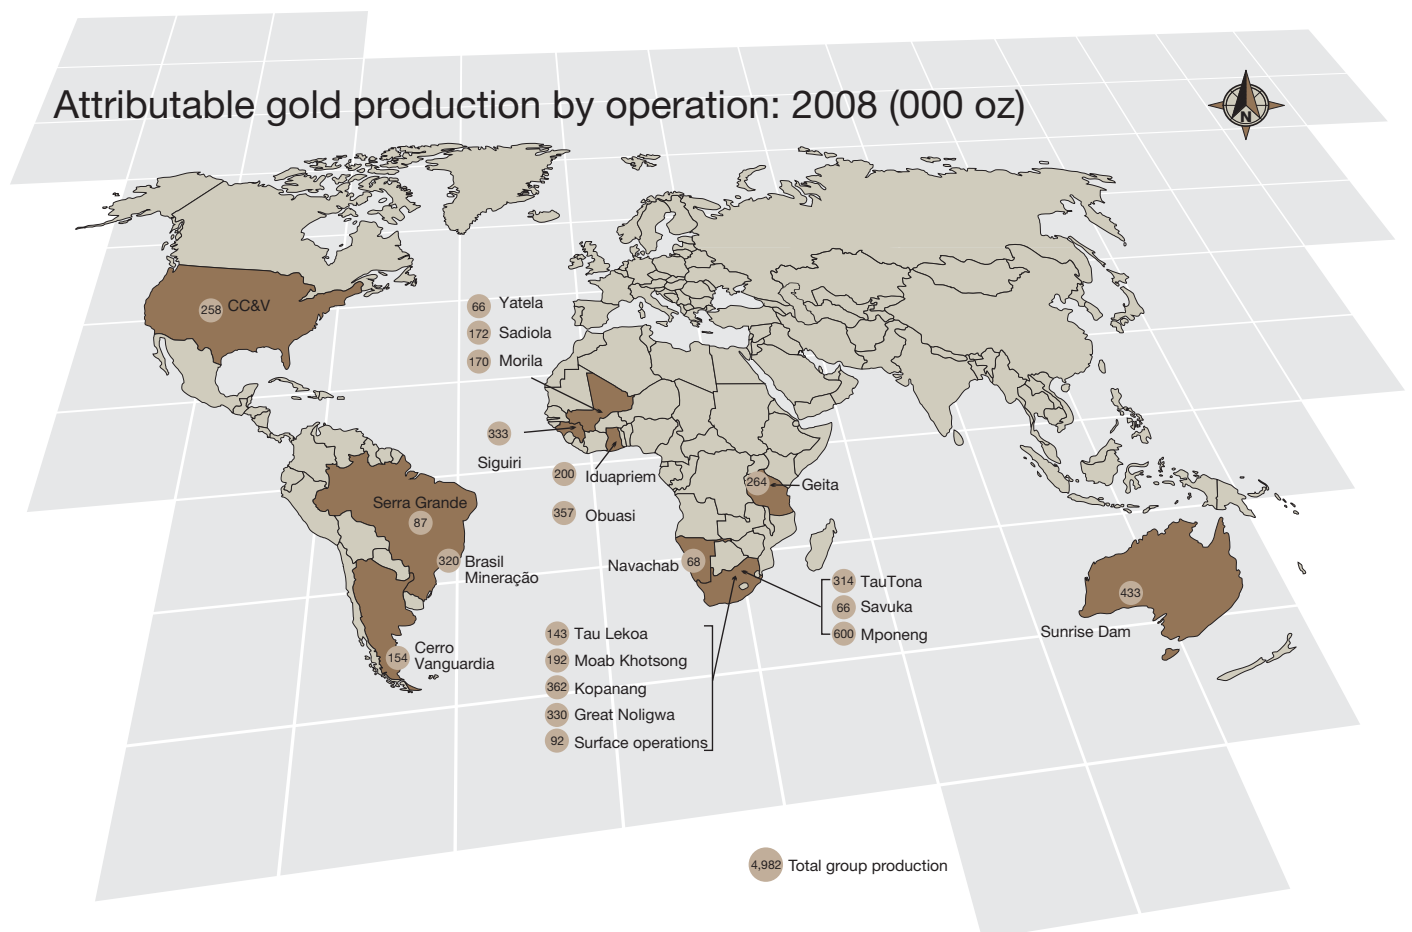 Attributable gold production by operation: 2008 (000 oz)
N
258 CC&V
66 Yatela
172 Sadiola
170 Morila
333
Siguiri
200 Iduapriem
357 Obuasi
264 Geita
Serra Grande
87
320 Brasil
Mineração
Navachab 68
314 TauTona
66 Savuka
600 Mponeng
433
Sunrise Dam
154 Cerro
Vanguardia
143 Tau Lekoa
192 Moab Khotsong
362 Kopanang
330 Great Noligwa
92 Surface operations
4,982 Total group production